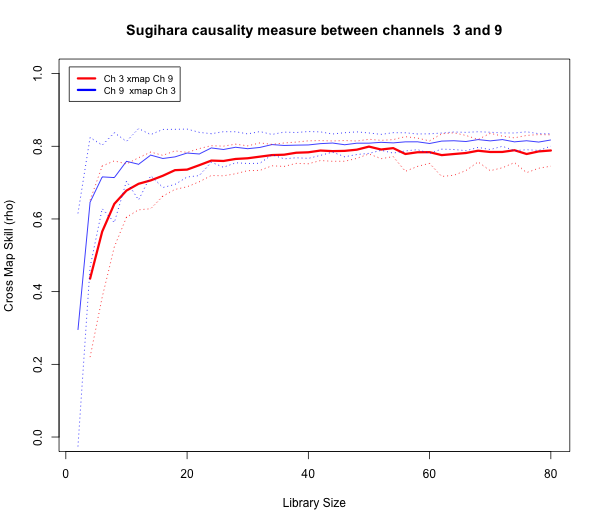 Sugihara causality measure between channels  3 and 9
Ch 3 xmap Ch 9
Ch 9  xmap Ch 3
Cross Map Skill (rho)
1.0
0.8
0.6
0.4
0.2
0.0
0 20 40 60 80
Library Size